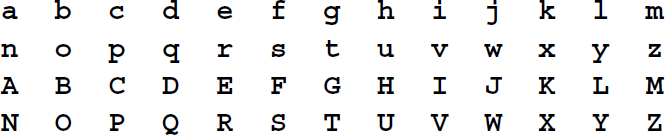 a b c d e f g h i j k l m
n o p q r s t u v w x y z
A B C D E F G H I J K L M
N O P Q R S T U V W X Y Z